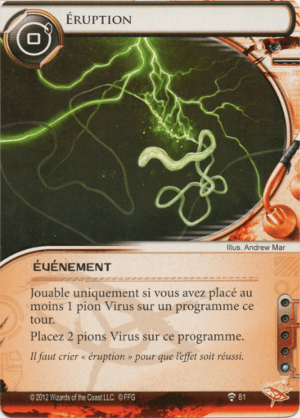 0
ÉRUPTION
Illus. Andrew Mar
ÉVÉNEMENT
Jouable uniquement si vous avez placé au
moins 1 pion Virus sur un programme ce
tour.
Placez 2 pions Virus sur ce programme.
Il faut crier « éruption » pour que l'effet soit réussi.
© 2012 Wizards of the Coast LLC. © FFG
81